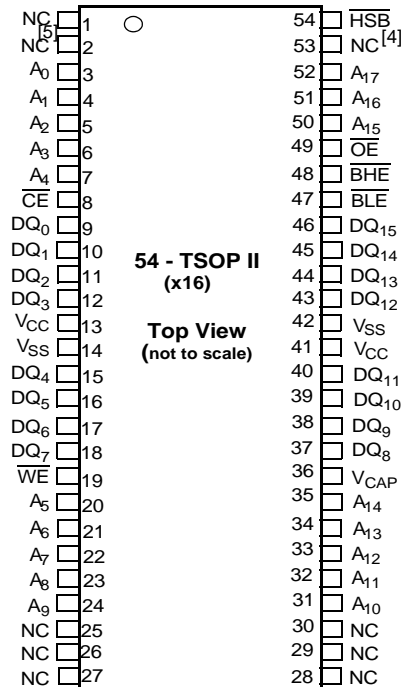 NC 1 54 HSB
[5] NC 2 53 NC[4]
A0 3 52 A17
A1 4 51 A16
A2 5 50 A15
A3 6 49 OE
A4 7 48 BHE
CE 8 47 BLE
DQ0 9 46 DQ15
DQ1 10 45 DQ14
54 - TSOP II
DQ2 11 44 DQ13
(x16)
DQ3 12 43 DQ12
VCC 13 42 VSS
Top View
VSS 14 41 VCC
(not to scale)
DQ4 15 40 DQ11
DQ5 16 39 DQ10
DQ6 17 38 DQ9
DQ7 18 37 DQ8
WE 19 36 VCAP
A5 20 35 A14
A6 21 34 A13
A7 22 33 A12
A8 23 32 A11
A9 24 31 A10
NC 25 30 NC
NC 26 29 NC
NC 27 28 NC